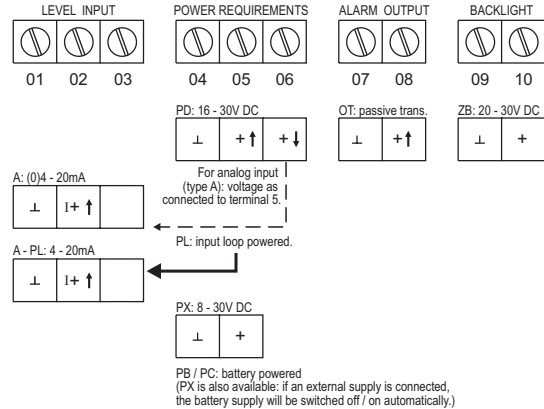 LEVEL INPUT POWER REQUIREMENTS ALARM OUTPUT BACKLIGHT
01 02 03 04 05 06 07 08 09 10
PD: 16 - 30V DC OT: passive trans. ZB: 20 - 30V DC
⊥ +↑ +↓ ⊥ +↑ ⊥ +
For analog input
(type A): voltage as
connected to terminal 5.
A: (0)4 - 20mA
⊥ I+ ↑
PL: input loop powered.
A - PL: 4 - 20mA
⊥ I+ ↑
PX: 8 - 30V DC
⊥ +
PB / PC: battery powered
(PX is also available: if an external supply is connected,
the battery supply will be switched off / on automatically.)